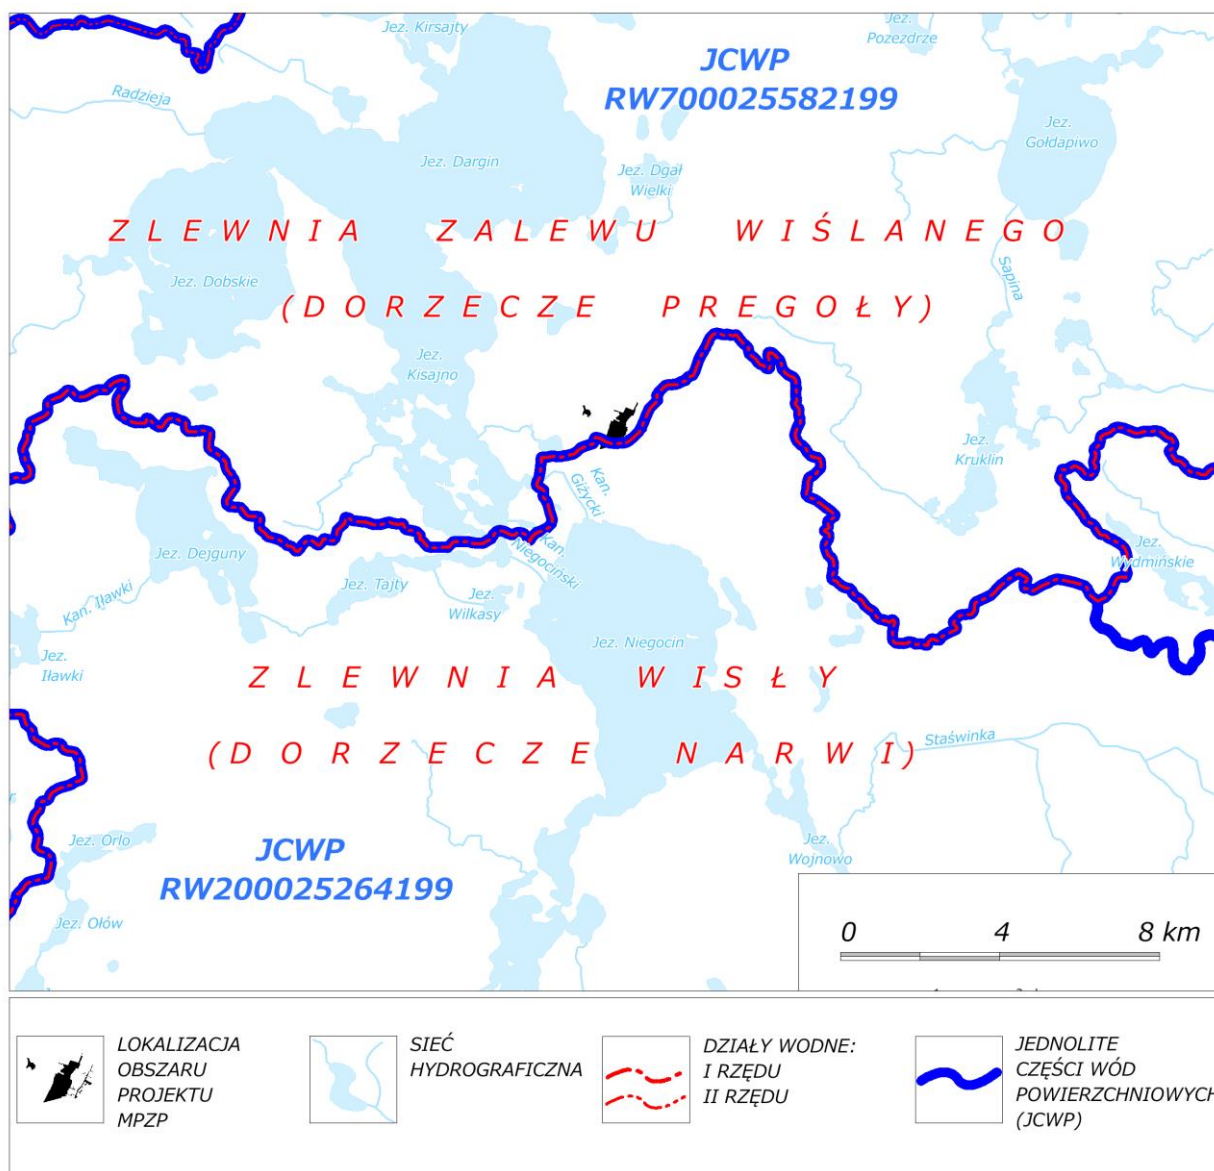 Jez. Kirsajty
Jez.
Pozezdrze
JCWP
RW700025582199
Radzieja
Jez.
Gołdapiwo
Jez. Dargin
Jez. Dgał
Wielki
ZLEWNIA ZALEWU WIŚLANEGO
Jez. Dobskie
Sapina
(DORZECZE PREGOŁY)
Jez.
Kisajno
Jez.
Kruklin
Kan.
Giżycki
Jez. Dejguny
Kan.
Niegociński
Jez.
Wydmińskie
Jez. Tajty
Kan. Iławki
Jez.
Wilkasy
Jez. Niegocin
Jez.
Iławki
ZLEWNIA WISŁY
Staświnka
(DORZECZE NARWI)
Jez. Orlo
Jez.
Wojnowo
JCWP
RW200025264199
Jez. Ołów
0 4 8 km
LOKALIZACJA
OBSZARU
PROJEKTU
MPZP
SIEĆ
HYDROGRAFICZNA
DZIAŁY WODNE:
I RZĘDU
II RZĘDU
JEDNOLITE
CZĘŚCI WÓD
POWIERZCHNIOWYCH
(JCWP)